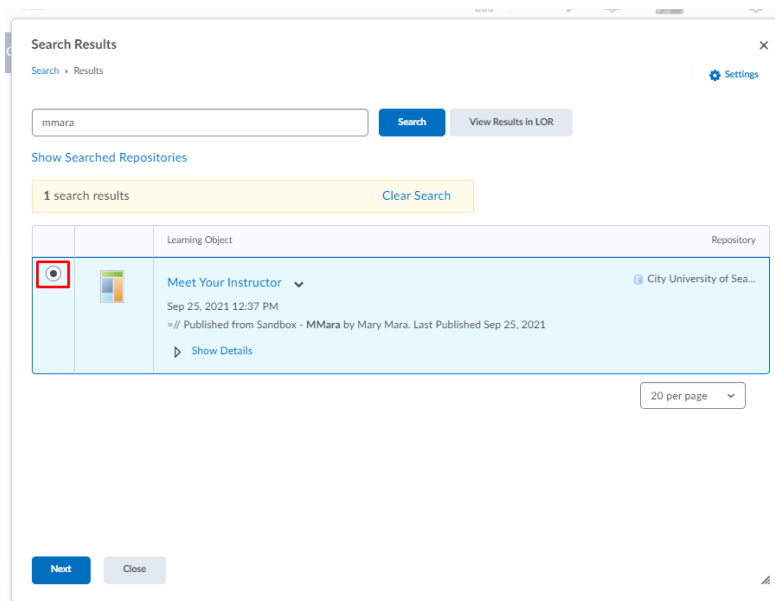 Search Results
Search › Results
Settings
mmara
Search
View Results in LOR
Show Searched Repositories
1 search results
Clear Search
Learning Object
Repository
Meet Your Instructor
City University of Sea...
Sep 25, 2021 12:37 PM
=// Published from Sandbox - MMara by Mary Mara. Last Published Sep 25, 2021
Show Details
20 per page
Next
Close